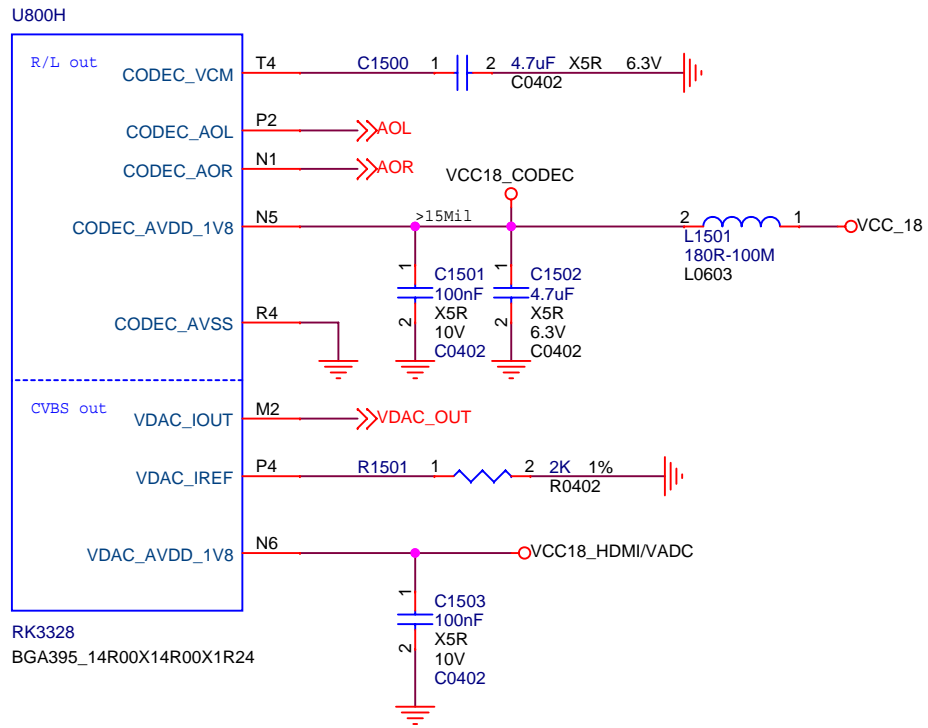 U800H
R/L out
CODEC_VCM T4 C1500 1 2 4.7uF X5R 6.3V
C0402
CODEC_AOL P2 AOL
CODEC_AOR N1 AOR
VCC18_CODEC
CODEC_AVDD_1V8 N5 >15Mil 2 1 VCC_18
L1501
180R-100M
L0603
1 C1501
100nF
X5R
2 10V
C0402
1 C1502
4.7uF
X5R
2 6.3V
C0402
CODEC_AVSS R4
CVBS out
VDAC_IOUT M2 VDAC_OUT
VDAC_IREF P4 R1501 1 2 2K 1%
R0402
VDAC_AVDD_1V8 N6 VCC18_HDMI/VADC
1 C1503
100nF
X5R
2 10V
C0402
RK3328
BGA395_14R00X14R00X1R24